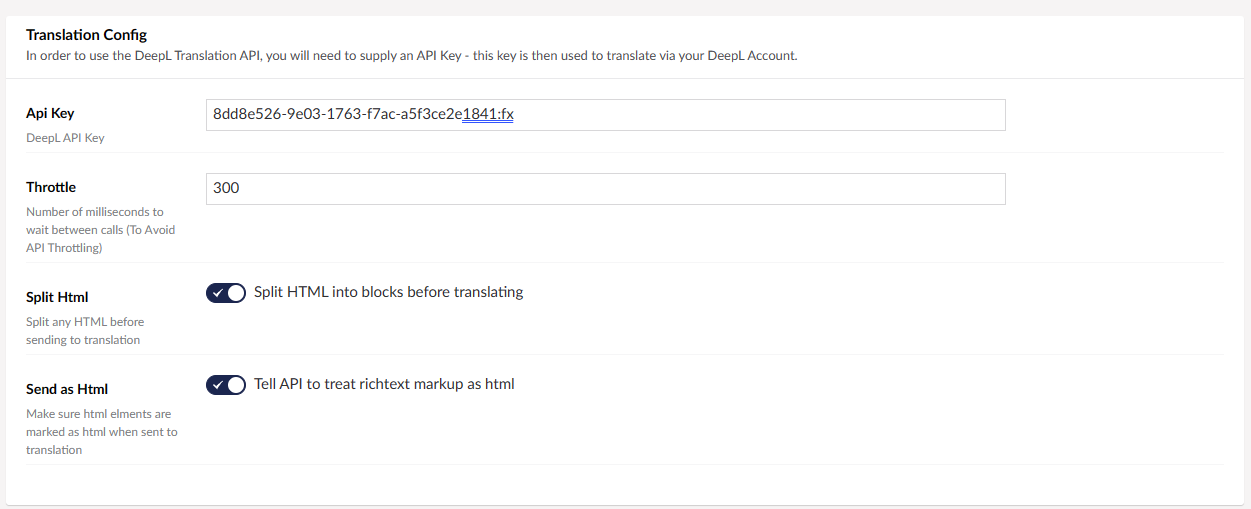 Translation Config
In order to use the DeepL Translation API, you will need to supply an API Key - this key is then used to translate via your DeepL Account.
Api Key
8dd8e526-9e03-1763-f7ac-a5f3ce2e1841:fx
DeepL API Key
Throttle
300
Number of milliseconds to
wait between calls (To Avoid
API Throttling)
Split Html
Split HTML into blocks before translating
Split any HTML before
sending to translation
Send as Html
Tell API to treat richtext markup as html
Make sure html elments are
marked as html when sent to
translation